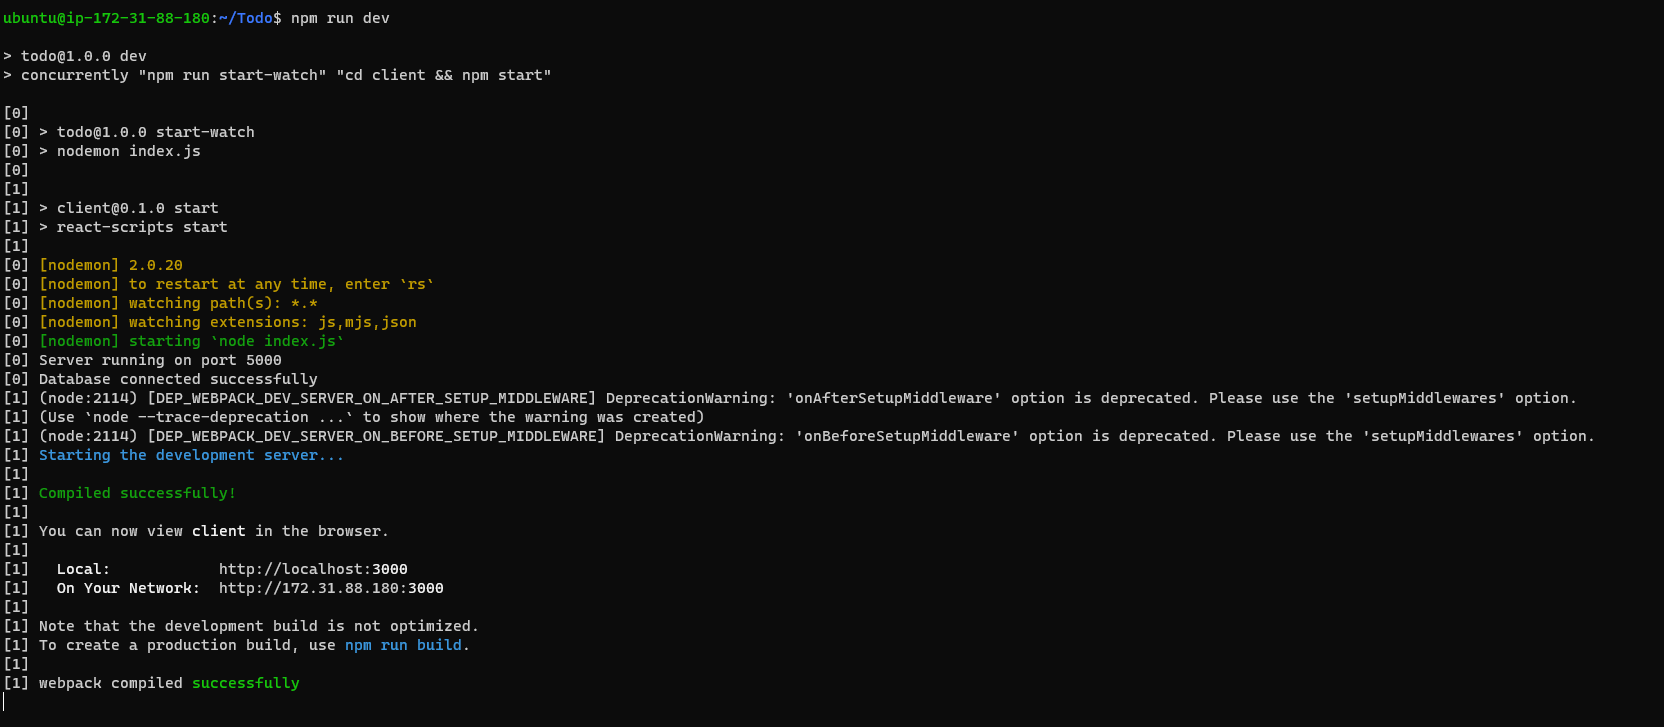 ubuntu@ip-172-31-88-180:~/Todo$ npm run dev

> todo@1.0.0 dev
> concurrently "npm run start-watch" "cd client && npm start"

[0]
[0] > todo@1.0.0 start-watch
[0] > nodemon index.js
[0]
[1]
[1] > client@0.1.0 start
[1] > react-scripts start
[1]
[0] [nodemon] 2.0.20
[0] [nodemon] to restart at any time, enter `rs`
[0] [nodemon] watching path(s): *.*
[0] [nodemon] watching extensions: js,mjs,json
[0] [nodemon] starting `node index.js`
[0] Server running on port 5000
[0] Database connected successfully
[1] (node:2114) [DEP_WEBPACK_DEV_SERVER_ON_AFTER_SETUP_MIDDLEWARE] DeprecationWarning: 'onAfterSetupMiddleware' option is deprecated. Please use the 'setupMiddlewares' option.
[1] (Use `node --trace-deprecation ...` to show where the warning was created)
[1] (node:2114) [DEP_WEBPACK_DEV_SERVER_ON_BEFORE_SETUP_MIDDLEWARE] DeprecationWarning: 'onBeforeSetupMiddleware' option is deprecated. Please use the 'setupMiddlewares' option.
[1] Starting the development server...
[1]
[1] Compiled successfully!
[1]
[1] You can now view client in the browser.
[1]
[1]   Local:            http://localhost:3000
[1]   On Your Network:  http://172.31.88.180:3000
[1]
[1] Note that the development build is not optimized.
[1] To create a production build, use npm run build.
[1]
[1] webpack compiled successfully